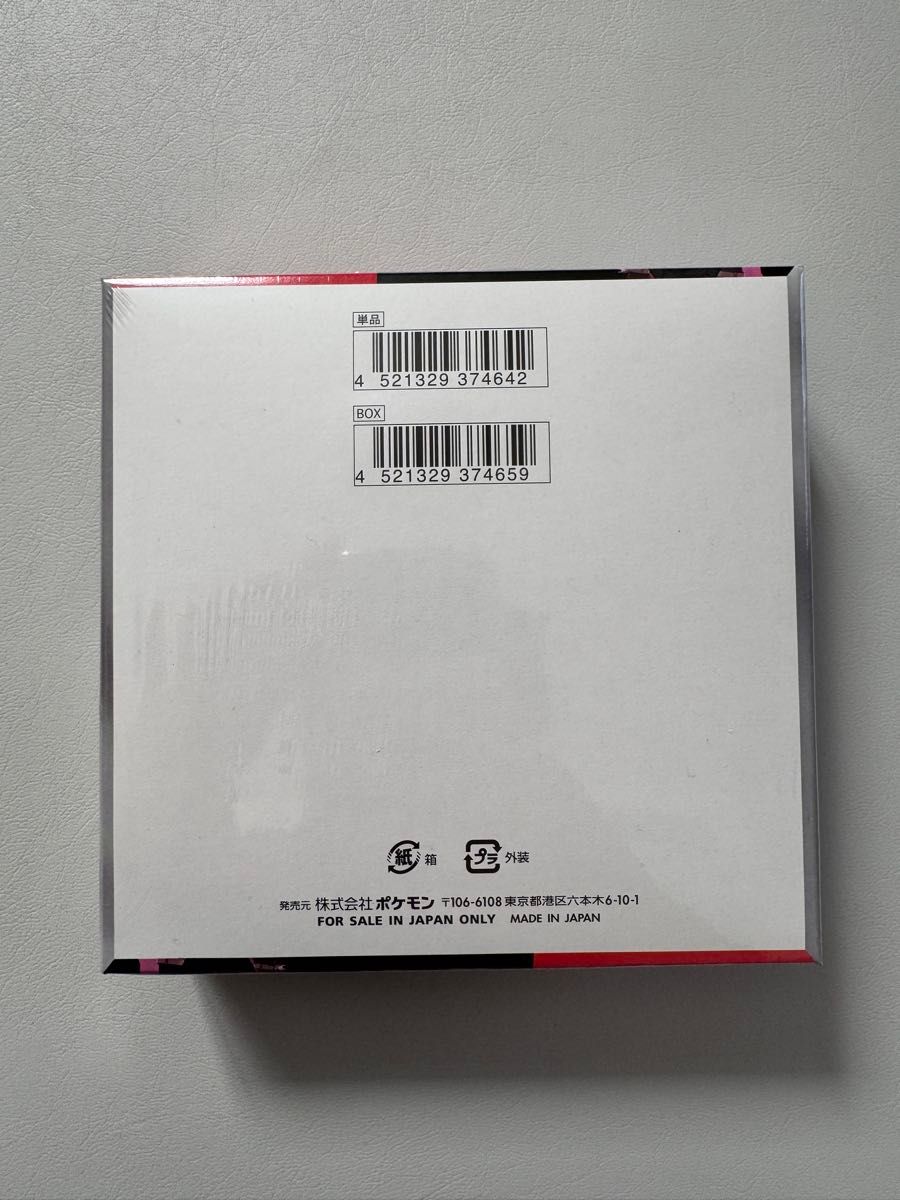 単品
4 521329 374642
BOX
4 521329 374659
紙 箱 プラ 外装
発売元 株式会社ポケモン 〒106-6108 東京都港区六本木6-10-1
FOR SALE IN JAPAN ONLY MADE IN JAPAN